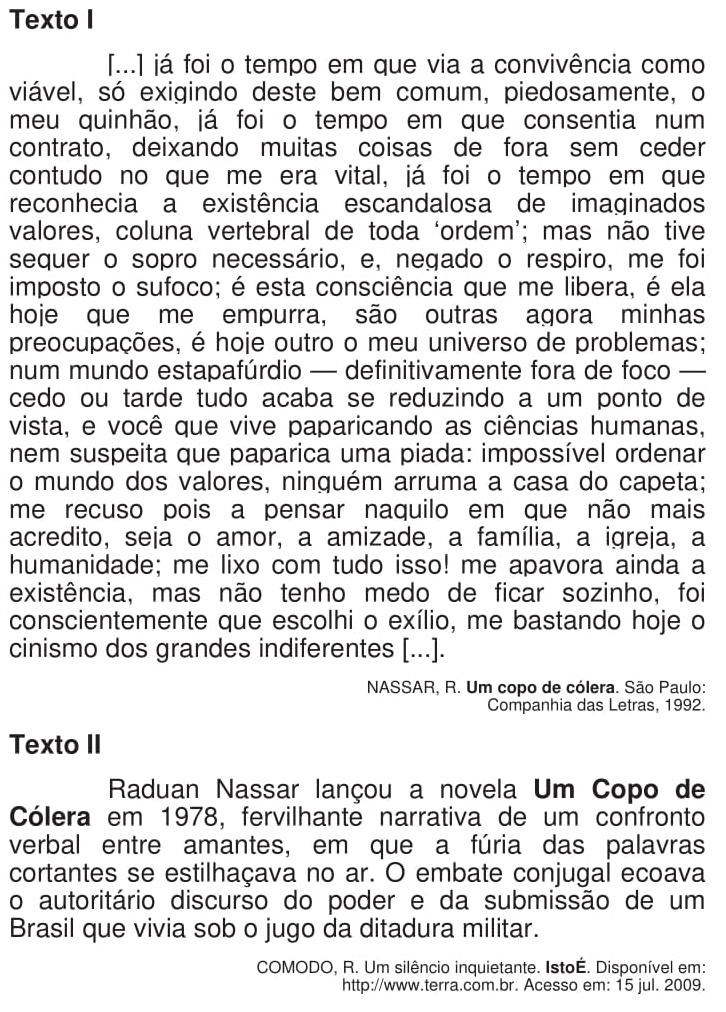 Texto I
[...] já foi o tempo em que via a convivência como
viável, só exigindo deste bem comum, piedosamente, o
meu quinhão, já foi o tempo em que consentia num
contrato, deixando muitas coisas de fora sem ceder
contudo no que me era vital, já foi o tempo em que
reconhecia a existência escandalosa de imaginados
valores, coluna vertebral de toda ‘ordem’; mas não tive
sequer o sopro necessário, e, negado o respiro, me foi
imposto o sufoco; é esta consciência que me libera, é ela
hoje que me empurra, são outras agora minhas
preocupações, é hoje outro o meu universo de problemas;
num mundo estapafúrdio — definitivamente fora de foco —
cedo ou tarde tudo acaba se reduzindo a um ponto de
vista, e você que vive paparicando as ciências humanas,
nem suspeita que paparica uma piada: impossível ordenar
o mundo dos valores, ninguém arruma a casa do capeta;
me recuso pois a pensar naquilo em que não mais
acredito, seja o amor, a amizade, a família, a igreja, a
humanidade; me lixo com tudo isso! me apavora ainda a
existência, mas não tenho medo de ficar sozinho, foi
conscientemente que escolhi o exílio, me bastando hoje o
cinismo dos grandes indiferentes [...].
NASSAR, R. Um copo de cólera. São Paulo:
Companhia das Letras, 1992.
Texto II
Raduan Nassar lançou a novela Um Copo de
Cólera em 1978, fervilhante narrativa de um confronto
verbal entre amantes, em que a fúria das palavras
cortantes se estilhaçava no ar. O embate conjugal ecoava
o autoritário discurso do poder e da submissão de um
Brasil que vivia sob o jugo da ditadura militar.
COMODO, R. Um silêncio inquietante. IstoÉ. Disponível em:
http://www.terra.com.br. Acesso em: 15 jul. 2009.